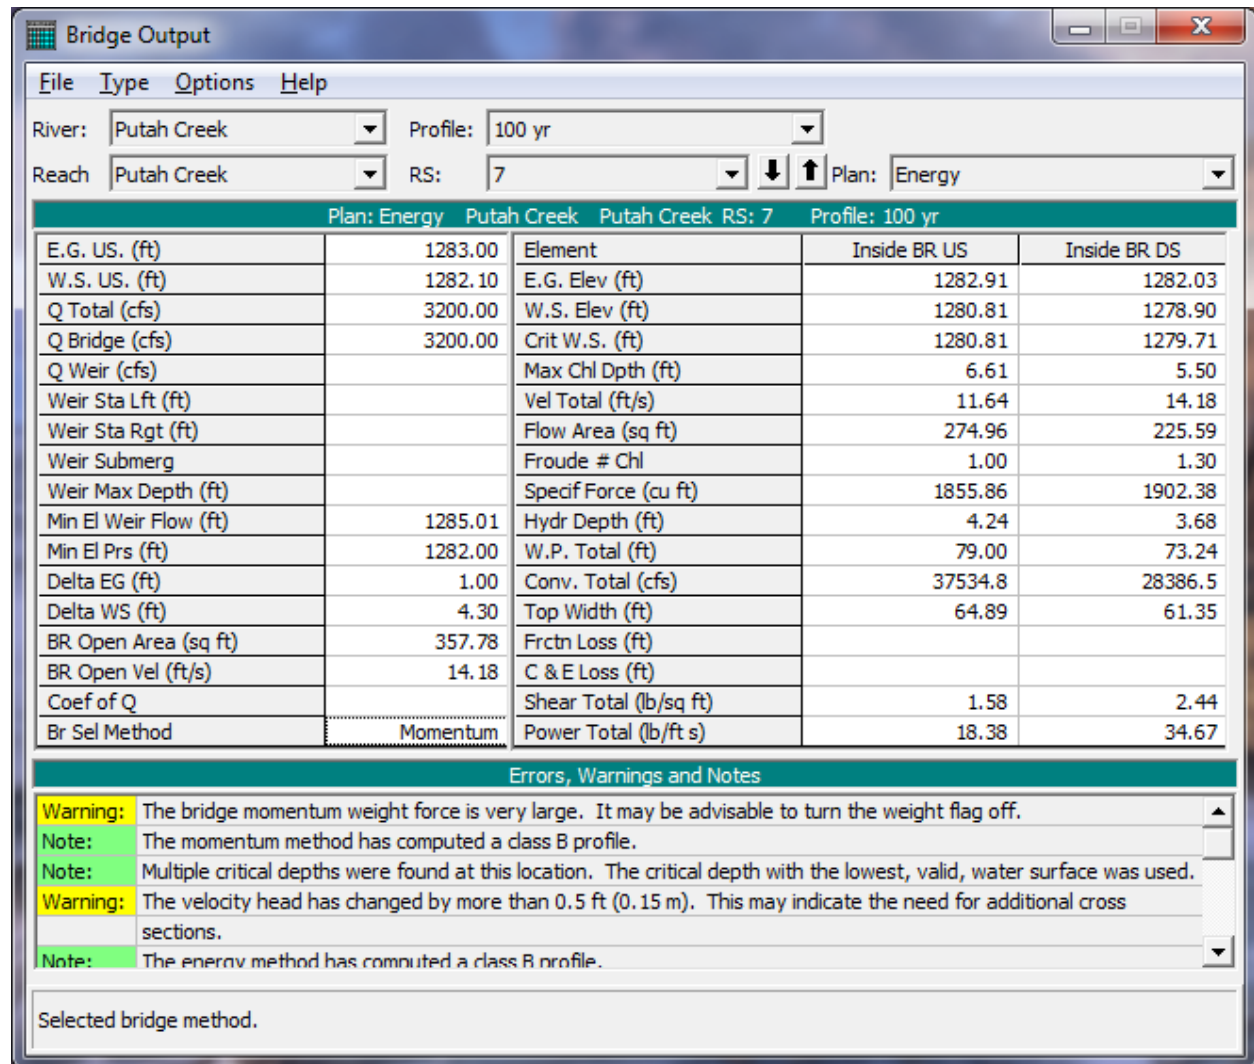 Bridge Output
File Type Options Help
River: Putah Creek Profile: 100 yr
Reach Putah Creek RS: 7 Plan: Energy
Plan: Energy Putah Creek Putah Creek RS: 7 Profile: 100 yr
E.G. US. (ft) 1283.00 Element Inside BR US Inside BR DS
W.S. US. (ft) 1282.10 E.G. Elev (ft) 1282.91 1282.03
Q Total (cfs) 3200.00 W.S. Elev (ft) 1280.81 1278.90
Q Bridge (cfs) 3200.00 Crit W.S. (ft) 1280.81 1279.71
Q Weir (cfs) Max Chl Dpth (ft) 6.61 5.50
Weir Sta Lft (ft) Vel Total (ft/s) 11.64 14.18
Weir Sta Rgt (ft) Flow Area (sq ft) 274.96 225.59
Weir Submerg Froude # Chl 1.00 1.30
Weir Max Depth (ft) Specif Force (cu ft) 1855.86 1902.38
Min El Weir Flow (ft) 1285.01 Hydr Depth (ft) 4.24 3.68
Min El Prs (ft) 1282.00 W.P. Total (ft) 79.00 73.24
Delta EG (ft) 1.00 Conv. Total (cfs) 37534.8 28386.5
Delta WS (ft) 4.30 Top Width (ft) 64.89 61.35
BR Open Area (sq ft) 357.78 Frctn Loss (ft)
BR Open Vel (ft/s) 14.18 C & E Loss (ft)
Coef of Q Shear Total (lb/sq ft) 1.58 2.44
Br Sel Method Momentum Power Total (lb/ft s) 18.38 34.67
Errors, Warnings and Notes
Warning: The bridge momentum weight force is very large. It may be advisable to turn the weight flag off.
Note: The momentum method has computed a class B profile.
Note: Multiple critical depths were found at this location. The critical depth with the lowest, valid, water surface was used.
Warning: The velocity head has changed by more than 0.5 ft (0.15 m). This may indicate the need for additional cross
sections.
Note: The energy method has computed a class B profile.
Selected bridge method.